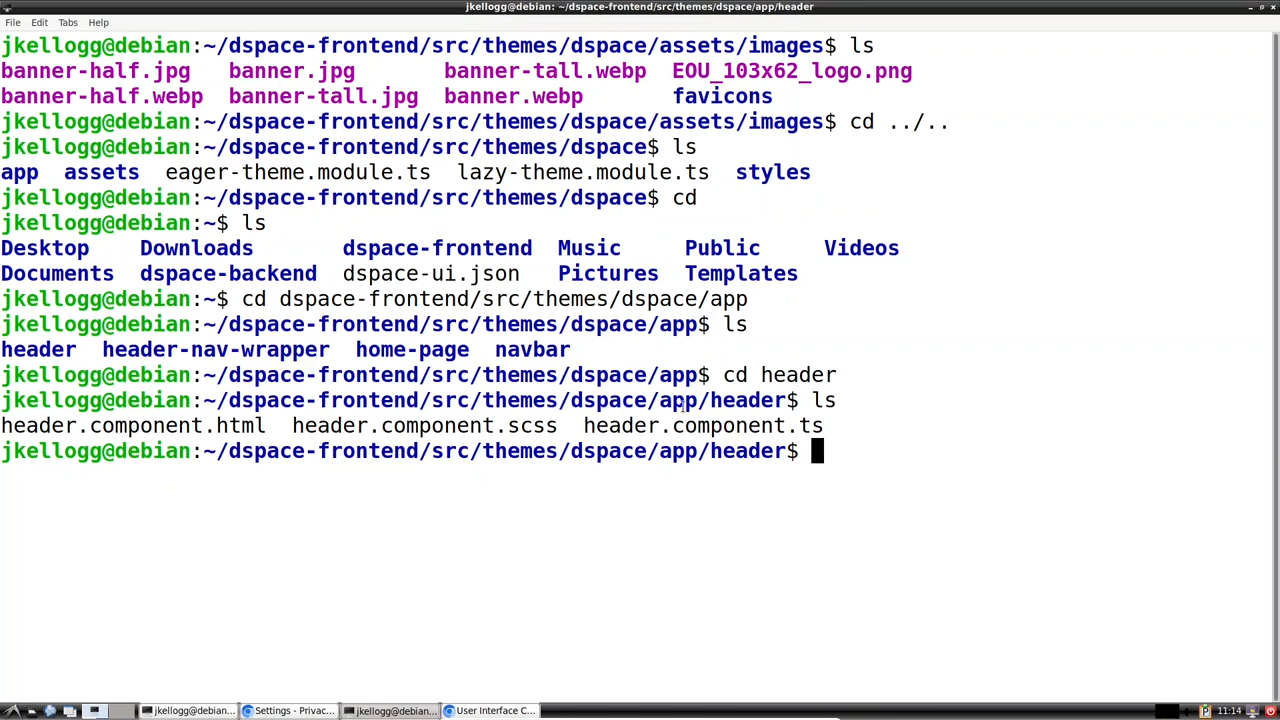 jkellogg@debian: ~/dspace-frontend/src/themes/dspace/app/header
File Edit Tabs Help
jkellogg@debian:~/dspace-frontend/src/themes/dspace/assets/images$ ls
banner-half.jpg banner.jpg banner-tall.webp EOU_103x62_logo.png
banner-half.webp banner-tall.jpg banner.webp favicons
jkellogg@debian:~/dspace-frontend/src/themes/dspace/assets/images$ cd ../..
jkellogg@debian:~/dspace-frontend/src/themes/dspace$ ls
app assets eager-theme.module.ts lazy-theme.module.ts styles
jkellogg@debian:~/dspace-frontend/src/themes/dspace$ cd
jkellogg@debian:~$ ls
Desktop Downloads dspace-frontend Music Public Videos
Documents dspace-backend dspace-ui.json Pictures Templates
jkellogg@debian:~$ cd dspace-frontend/src/themes/dspace/app
jkellogg@debian:~/dspace-frontend/src/themes/dspace/app$ ls
header header-nav-wrapper home-page navbar
jkellogg@debian:~/dspace-frontend/src/themes/dspace/app$ cd header
jkellogg@debian:~/dspace-frontend/src/themes/dspace/app/header$ ls
header.component.html header.component.scss header.component.ts
jkellogg@debian:~/dspace-frontend/src/themes/dspace/app/header$
jkellogg@debian:... Settings - Privac... jkellogg@debian:... User Interface C... 11:14